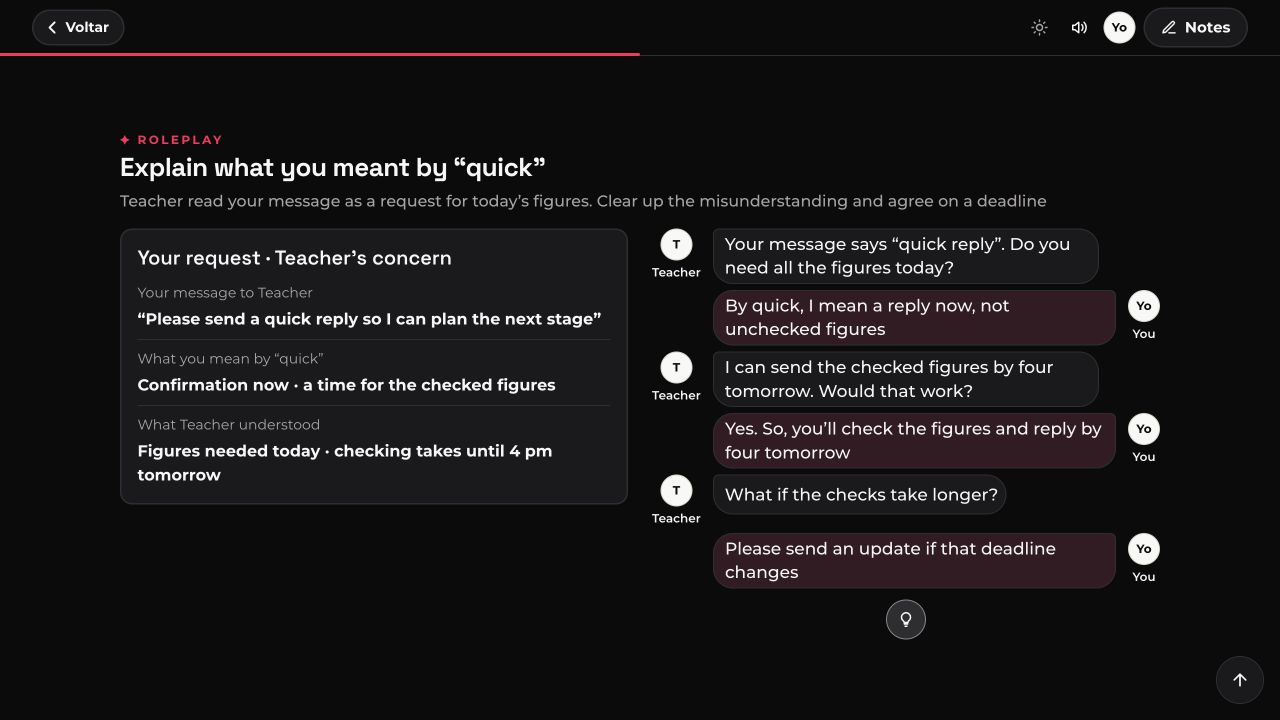 Voltar
Yo
Notes
ROLEPLAY
Explain what you meant by “quick”
Teacher read your message as a request for today’s figures. Clear up the misunderstanding and agree on a deadline
Your request · Teacher’s concern
Your message to Teacher
“Please send a quick reply so I can plan the next stage”
What you mean by “quick”
Confirmation now · a time for the checked figures
What Teacher understood
Figures needed today · checking takes until 4 pm
tomorrow
T
Teacher
Your message says “quick reply”. Do you
need all the figures today?
By quick, I mean a reply now, not
unchecked figures
Yo
You
T
Teacher
I can send the checked figures by four
tomorrow. Would that work?
Yes. So, you’ll check the figures and reply by
four tomorrow
Yo
You
T
Teacher
What if the checks take longer?
Please send an update if that deadline
changes
Yo
You